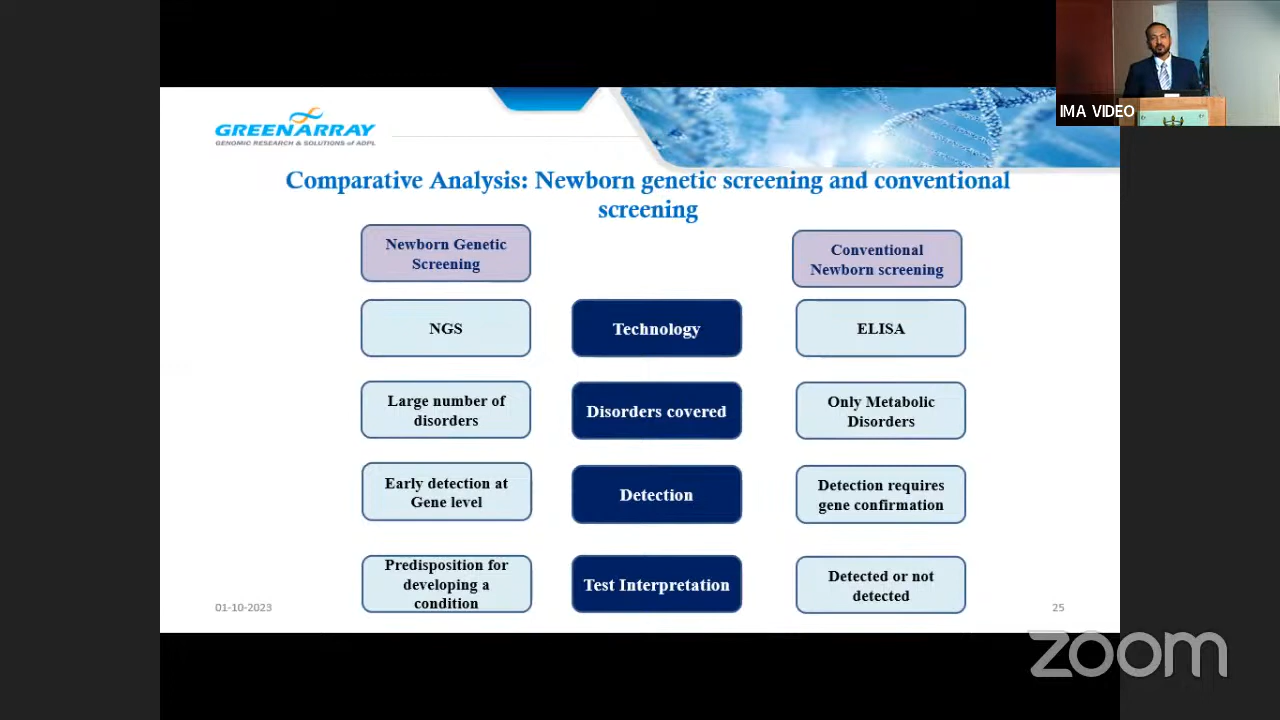 IMA VIDEO
GREENARRAY
GENOMIC RESEARCH & SOLUTIONS of ADPL
Comparative Analysis: Newborn genetic screening and conventional
screening
Newborn Genetic
Screening
Conventional
Newborn screening
NGS
Technology
ELISA
Large number of
disorders
Disorders covered
Only Metabolic
Disorders
Early detection at
Gene level
Detection
Detection requires
gene confirmation
Predisposition for
developing a
condition
Test Interpretation
Detected or not
detected
01-10-2023
25
zoom